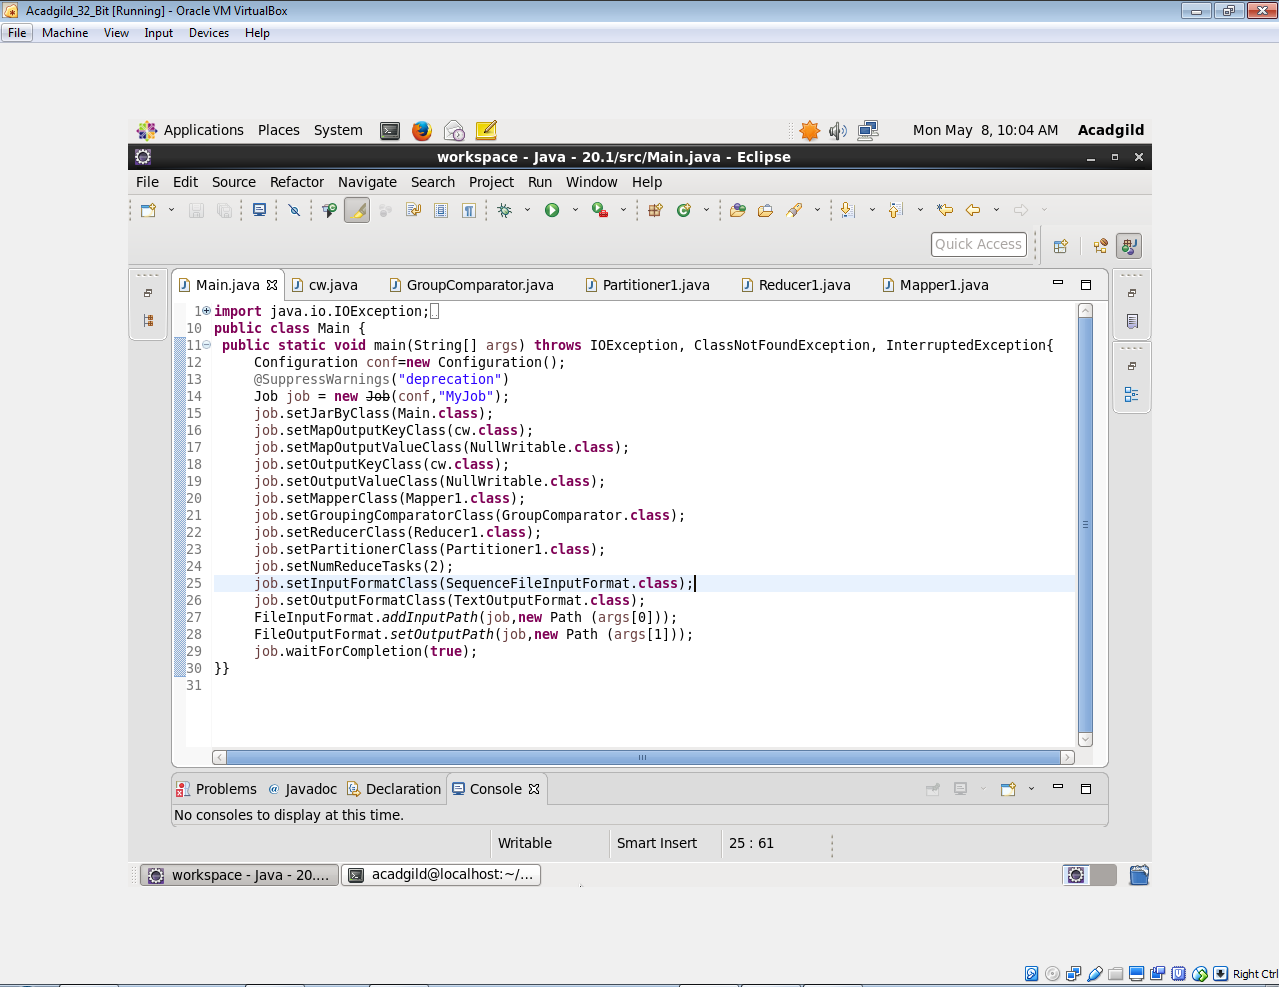 Acadgild_32_Bit [Running] - Oracle VM VirtualBox
File Machine View Input Devices Help
Applications Places System Mon May 8, 10:04 AM Acadgild
workspace - Java - 20.1/src/Main.java - Eclipse
File Edit Source Refactor Navigate Search Project Run Window Help
Quick Access
Main.java cw.java GroupComparator.java Partitioner1.java Reducer1.java Mapper1.java
1 import java.io.IOException;
10 public class Main {
11 public static void main(String[] args) throws IOException, ClassNotFoundException, InterruptedException{
12 Configuration conf=new Configuration();
13 @SuppressWarnings("deprecation")
14 Job job = new Job(conf,"MyJob");
15 job.setJarByClass(Main.class);
16 job.setMapOutputKeyClass(cw.class);
17 job.setMapOutputValueClass(NullWritable.class);
18 job.setOutputKeyClass(cw.class);
19 job.setOutputValueClass(NullWritable.class);
20 job.setMapperClass(Mapper1.class);
21 job.setGroupingComparatorClass(GroupComparator.class);
22 job.setReducerClass(Reducer1.class);
23 job.setPartitionerClass(Partitioner1.class);
24 job.setNumReduceTasks(2);
25 job.setInputFormatClass(SequenceFileInputFormat.class);
26 job.setOutputFormatClass(TextOutputFormat.class);
27 FileInputFormat.addInputPath(job,new Path (args[0]));
28 FileOutputFormat.setOutputPath(job,new Path (args[1]));
29 job.waitForCompletion(true);
30 }}
31
Problems @ Javadoc Declaration Console
No consoles to display at this time.
Writable Smart Insert 25 : 61
workspace - Java - 20.... acadgild@localhost:~/...
Right Ctrl